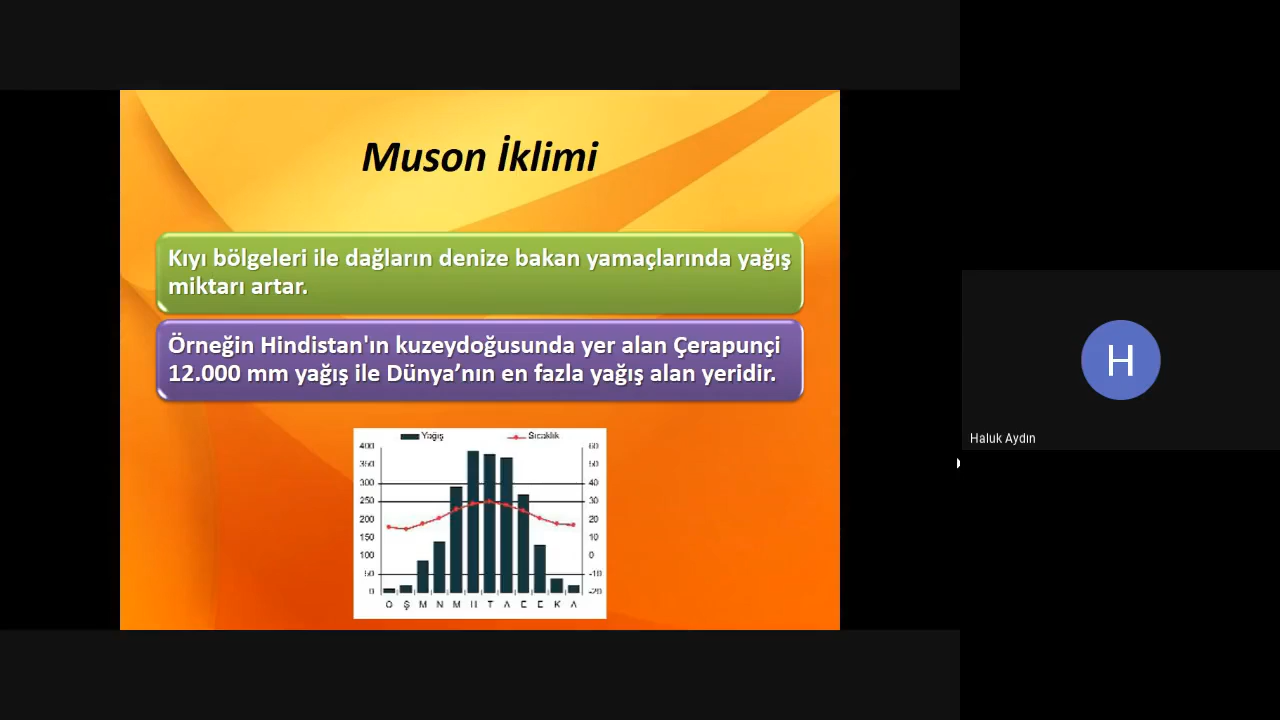 Muson İklimi
Kıyı bölgeleri ile dağların denize bakan yamaçlarında yağış
miktarı artar.
Örneğin Hindistan'ın kuzeydoğusunda yer alan Çerapunçi
12.000 mm yağış ile Dünya’nın en fazla yağış alan yeridir.
Yağış Sıcaklık
400 60
350 50
300 40
250 30
200 20
150 10
100 0
50 -10
0 -20
O Ş M N M H T A E E K A
H
Haluk Aydın